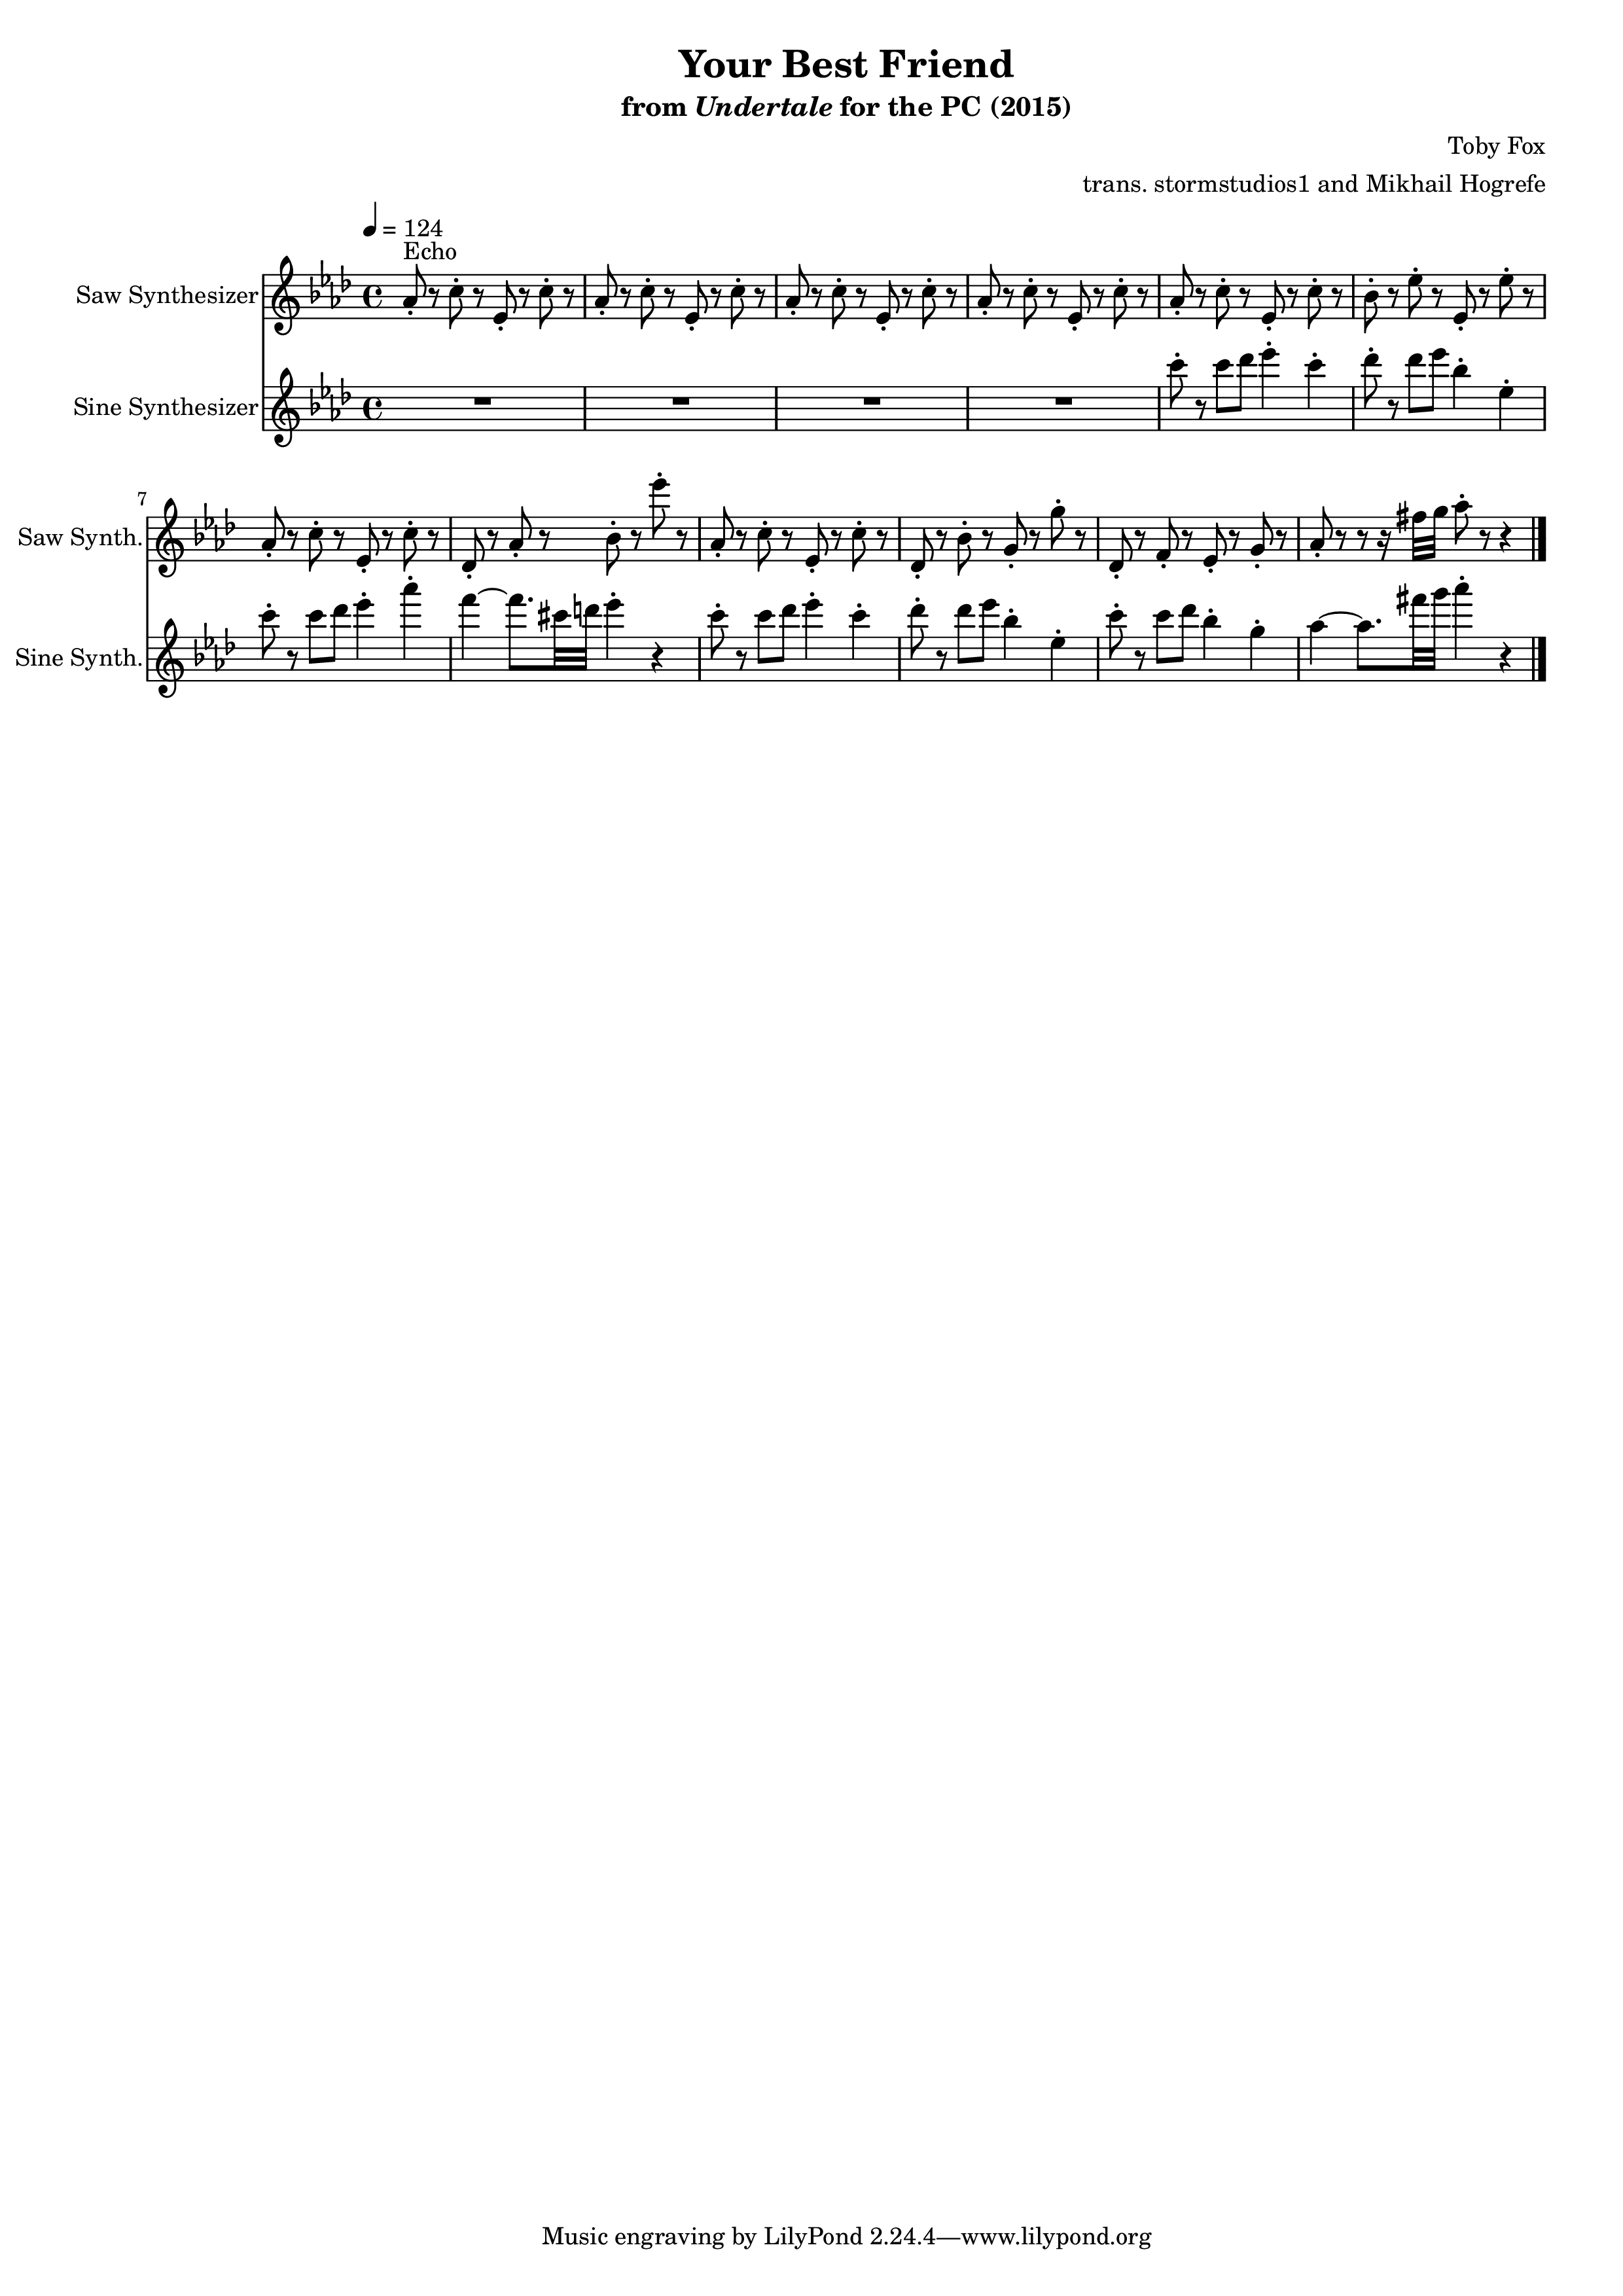 Your Best Friend
from Undertale for the PC (2015)
Toby Fox
trans. stormstudios1 and Mikhail Hogrefe
= 124
Echo
Saw Synthesizer
Sine Synthesizer
7
Saw Synth.
Sine Synth.
Music engraving by LilyPond 2.24.4—www.lilypond.org